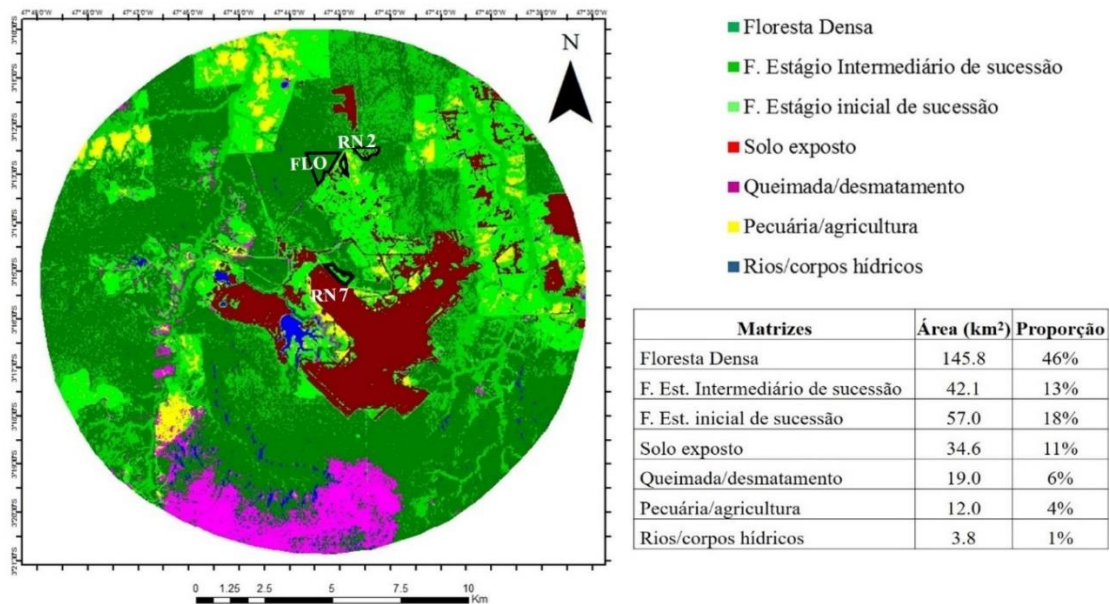 N
RN 2
FLO
RN 7
0 1.25 2.5 5 7.5 10
Km
Floresta Densa
F. Estágio Intermediário de sucessão
F. Estágio inicial de sucessão
Solo exposto
Queimada/desmatamento
Pecuária/agricultura
Rios/corpos hídricos
Matrizes Área (km²) Proporção
Floresta Densa 145.8 46%
F. Est. Intermediário de sucessão 42.1 13%
F. Est. inicial de sucessão 57.0 18%
Solo exposto 34.6 11%
Queimada/desmatamento 19.0 6%
Pecuária/agricultura 12.0 4%
Rios/corpos hídricos 3.8 1%